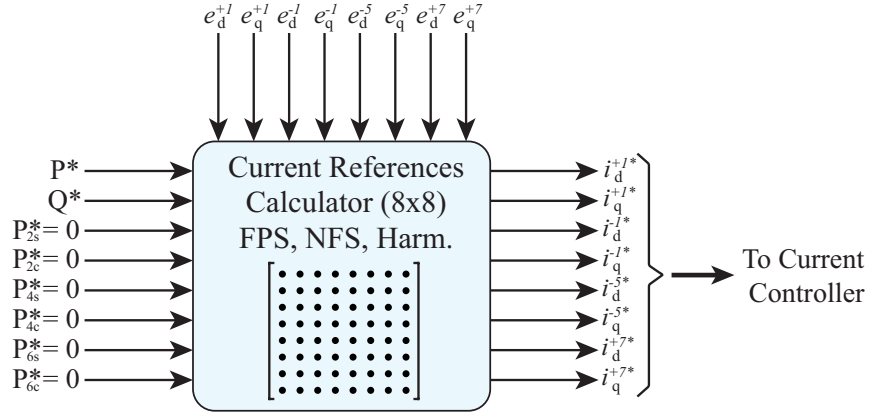 e_d^{+1} e_q^{+1} e_d^{-1} e_q^{-1} e_d^{-5} e_q^{-5} e_d^{+7} e_q^{+7}
P*
Q*
P*_{2s} = 0
P*_{2c} = 0
P*_{4s} = 0
P*_{4c} = 0
P*_{6s} = 0
P*_{6c} = 0
Current References
Calculator (8x8)
FPS, NFS, Harm.
i_d^{+1*}
i_q^{+1*}
i_d^{-1*}
i_q^{-1*}
i_d^{-5*}
i_q^{-5*}
i_d^{+7*}
i_q^{+7*}
To Current
Controller